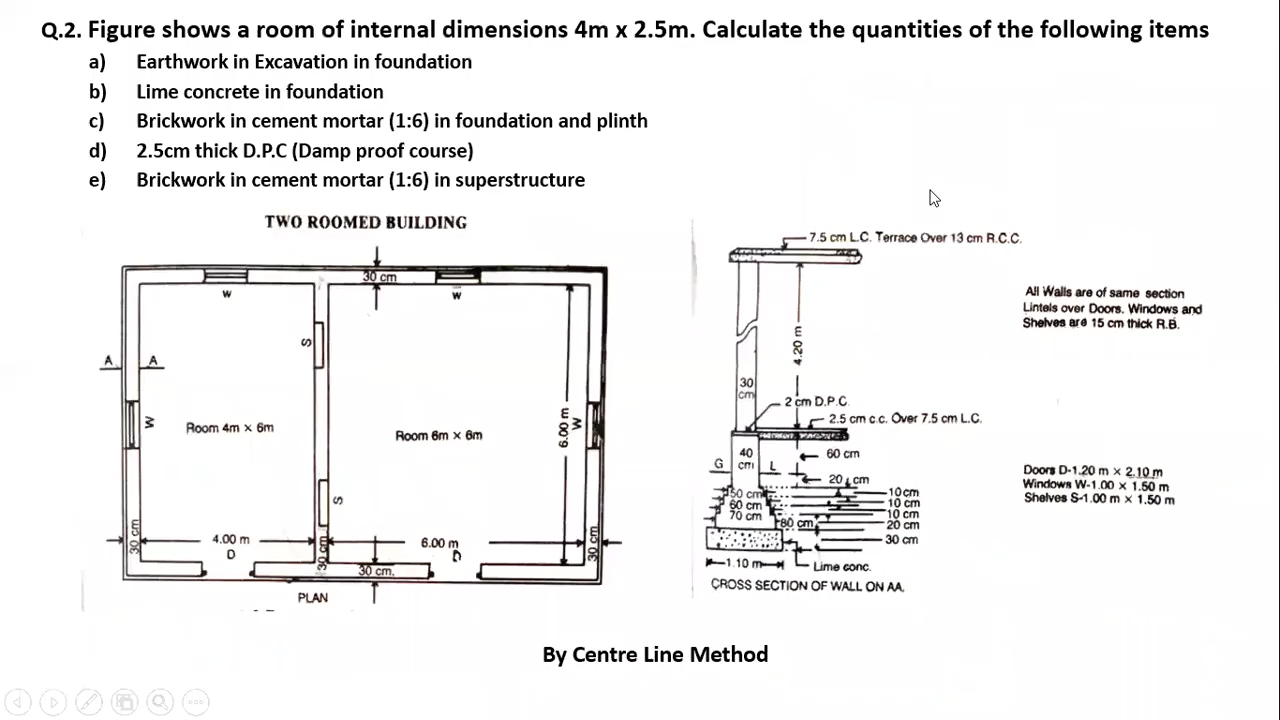 Q.2. Figure shows a room of internal dimensions 4m x 2.5m. Calculate the quantities of the following items
a) Earthwork in Excavation in foundation
b) Lime concrete in foundation
c) Brickwork in cement mortar (1:6) in foundation and plinth
d) 2.5cm thick D.P.C (Damp proof course)
e) Brickwork in cement mortar (1:6) in superstructure
TWO ROOMED BUILDING
30 cm
W
W
S
A A
W
Room 4m × 6m
Room 6m × 6m
6.00 m
W
S
30 cm
4.00 m
D
30 cm
6.00 m
D
30 cm
30 cm.
PLAN
7.5 cm L.C. Terrace Over 13 cm R.C.C.
4.20 m
30
cm
2 cm D.P.C.
2.5 cm c.c. Over 7.5 cm L.C.
40
cm
60 cm
G L
20 cm
50 cm
60 cm
70 cm
80 cm
10 cm
10 cm
10 cm
20 cm
30 cm
1.10 m
Lime conc.
CROSS SECTION OF WALL ON AA.
All Walls are of same section
Lintels over Doors. Windows and
Shelves are 15 cm thick R.B.
Doors D-1.20 m × 2.10 m
Windows W-1.00 × 1.50 m
Shelves S-1.00 m × 1.50 m
By Centre Line Method